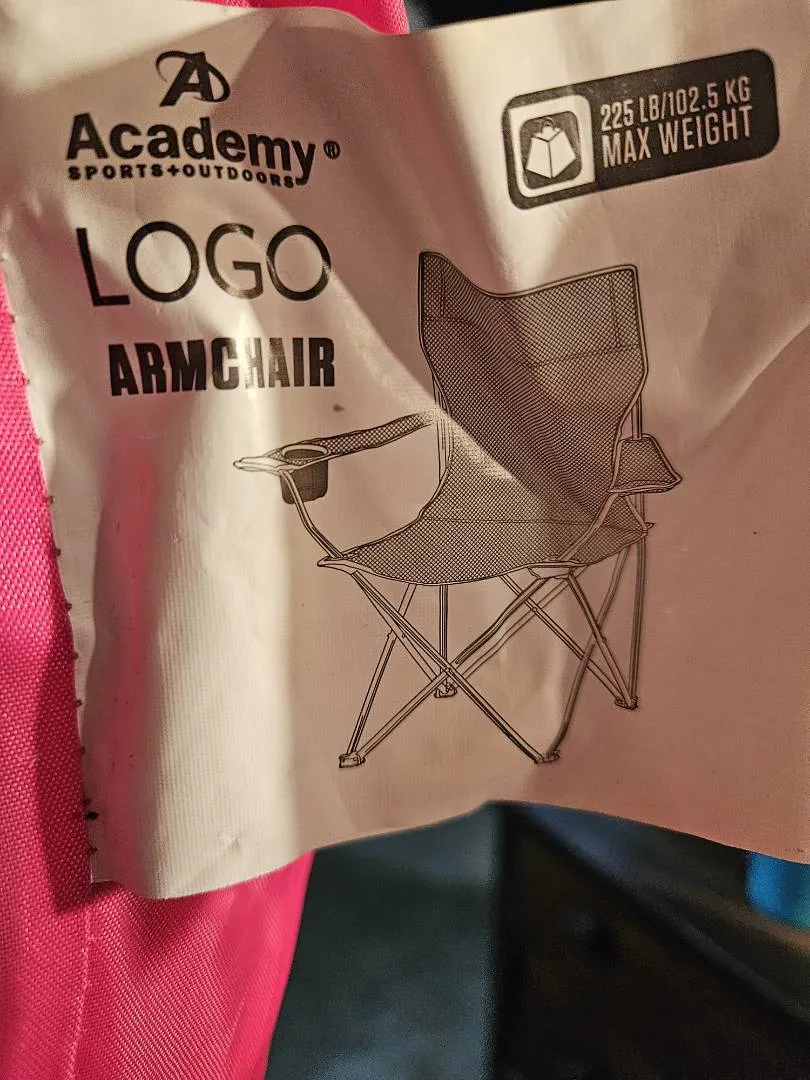 Academy®
SPORTS+OUTDOORS
LOGO
ARMCHAIR
225 LB/102.5 KG
MAX WEIGHT